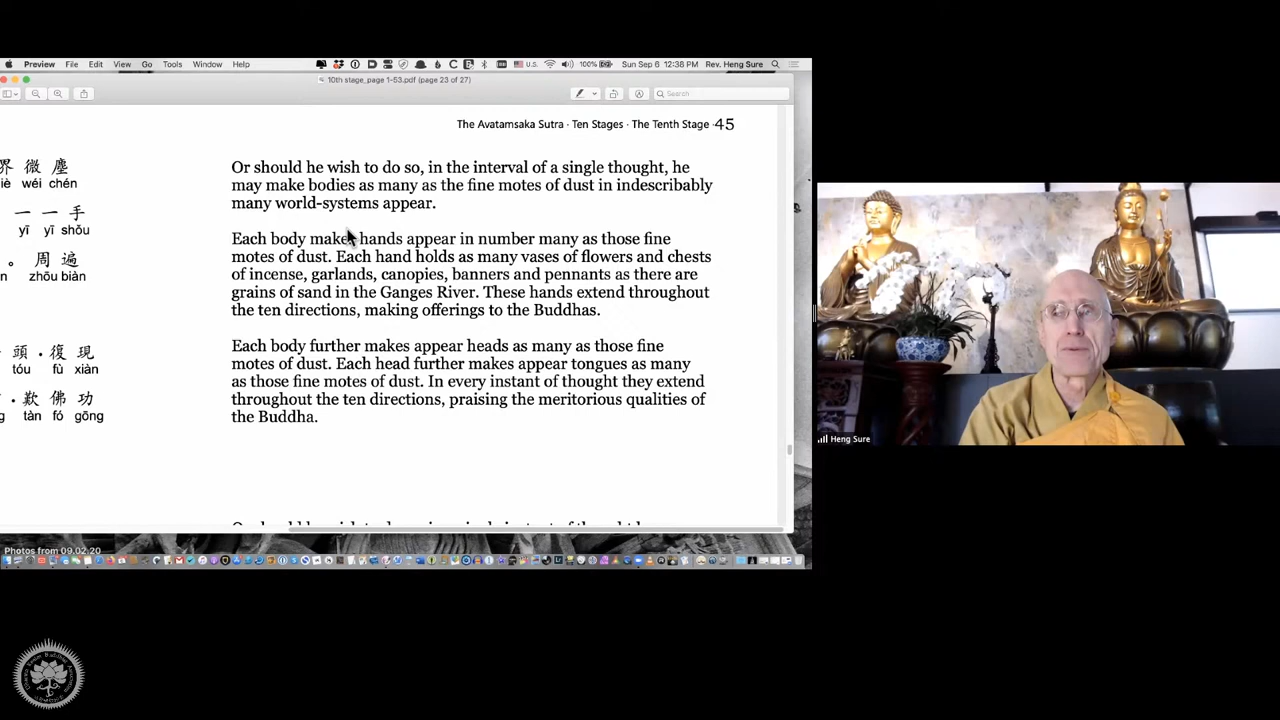 Preview File Edit View Go Tools Window Help
U.S. 100% Sun Sep 6 12:38 PM Rev. Heng Sure
10th stage_page 1-53.pdf (page 23 of 27)
Search
The Avatamsaka Sutra · Ten Stages · The Tenth Stage ·45
界 微 塵
iè wéi chén
一 一 手
yī yī shǒu
。 周 遍
n zhōu biàn
頭 . 復 現
tóu fù xiàn
. 歎 佛 功
g tàn fó gōng
Or should he wish to do so, in the interval of a single thought, he
may make bodies as many as the fine motes of dust in indescribably
many world-systems appear.
Each body makes hands appear in number many as those fine
motes of dust. Each hand holds as many vases of flowers and chests
of incense, garlands, canopies, banners and pennants as there are
grains of sand in the Ganges River. These hands extend throughout
the ten directions, making offerings to the Buddhas.
Each body further makes appear heads as many as those fine
motes of dust. Each head further makes appear tongues as many
as those fine motes of dust. In every instant of thought they extend
throughout the ten directions, praising the meritorious qualities of
the Buddha.
Photos from 09.02.20
Heng Sure